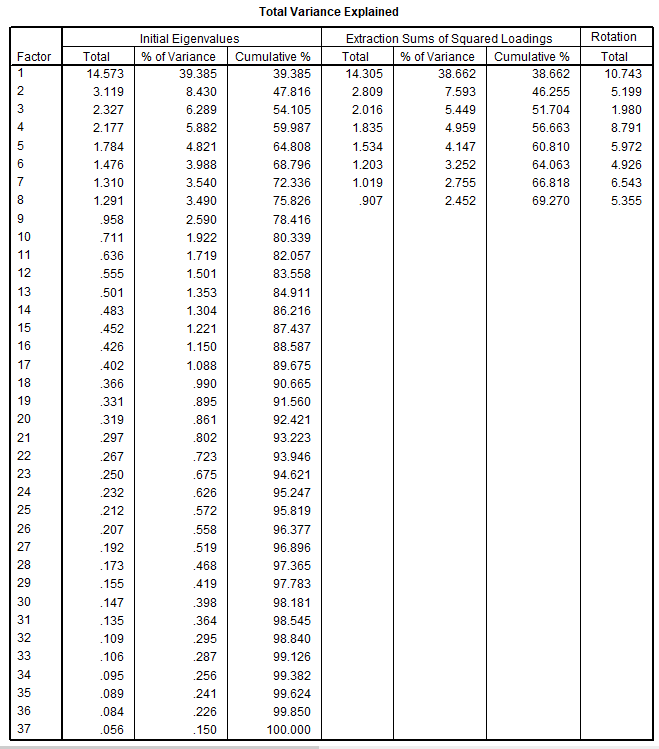 Total Variance Explained
Initial Eigenvalues Extraction Sums of Squared Loadings Rotation
Factor Total % of Variance Cumulative % Total % of Variance Cumulative % Total
1 14.573 39.385 39.385 14.305 38.662 38.662 10.743
2 3.119 8.430 47.816 2.809 7.593 46.255 5.199
3 2.327 6.289 54.105 2.016 5.449 51.704 1.980
4 2.177 5.882 59.987 1.835 4.959 56.663 8.791
5 1.784 4.821 64.808 1.534 4.147 60.810 5.972
6 1.476 3.988 68.796 1.203 3.252 64.063 4.926
7 1.310 3.540 72.336 1.019 2.755 66.818 6.543
8 1.291 3.490 75.826 .907 2.452 69.270 5.355
9 .958 2.590 78.416
10 .711 1.922 80.339
11 .636 1.719 82.057
12 .555 1.501 83.558
13 .501 1.353 84.911
14 .483 1.304 86.216
15 .452 1.221 87.437
16 .426 1.150 88.587
17 .402 1.088 89.675
18 .366 .990 90.665
19 .331 .895 91.560
20 .319 .861 92.421
21 .297 .802 93.223
22 .267 .723 93.946
23 .250 .675 94.621
24 .232 .626 95.247
25 .212 .572 95.819
26 .207 .558 96.377
27 .192 .519 96.896
28 .173 .468 97.365
29 .155 .419 97.783
30 .147 .398 98.181
31 .135 .364 98.545
32 .109 .295 98.840
33 .106 .287 99.126
34 .095 .256 99.382
35 .089 .241 99.624
36 .084 .226 99.850
37 .056 .150 100.000